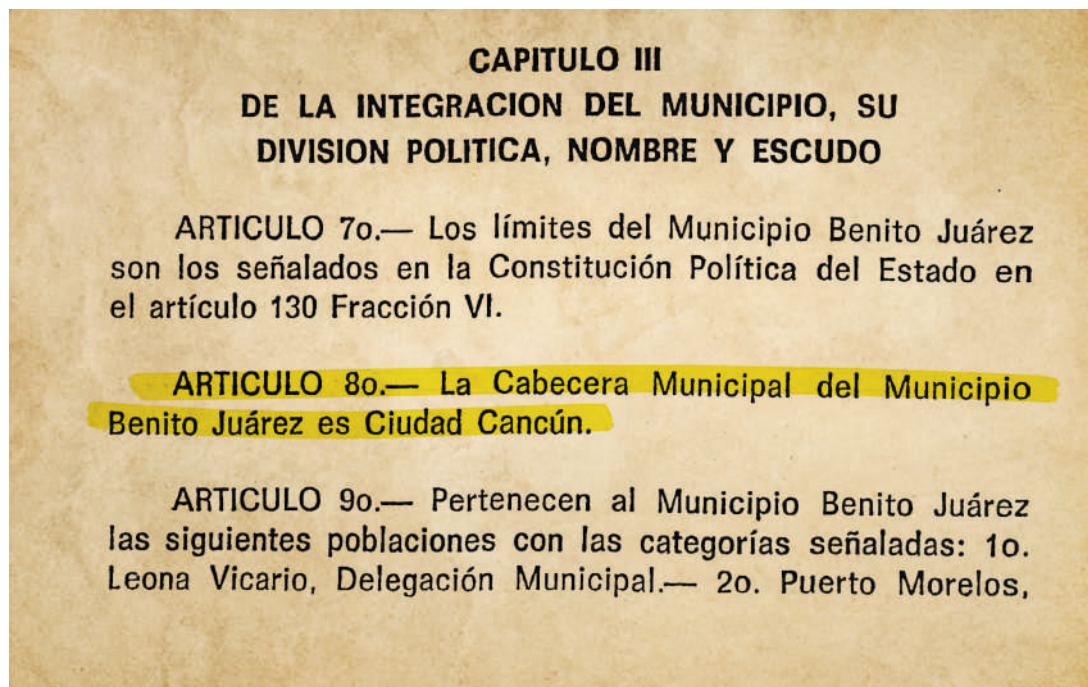 CAPITULO III
DE LA INTEGRACION DEL MUNICIPIO, SU
DIVISION POLITICA, NOMBRE Y ESCUDO
ARTICULO 7o.— Los límites del Municipio Benito Juárez
son los señalados en la Constitución Política del Estado en
el artículo 130 Fracción VI.
ARTICULO 8o.— La Cabecera Municipal del Municipio
Benito Juárez es Ciudad Cancún.
ARTICULO 9o.— Pertenecen al Municipio Benito Juárez
las siguientes poblaciones con las categorías señaladas: 1o.
Leona Vicario, Delegación Municipal.— 2o. Puerto Morelos,